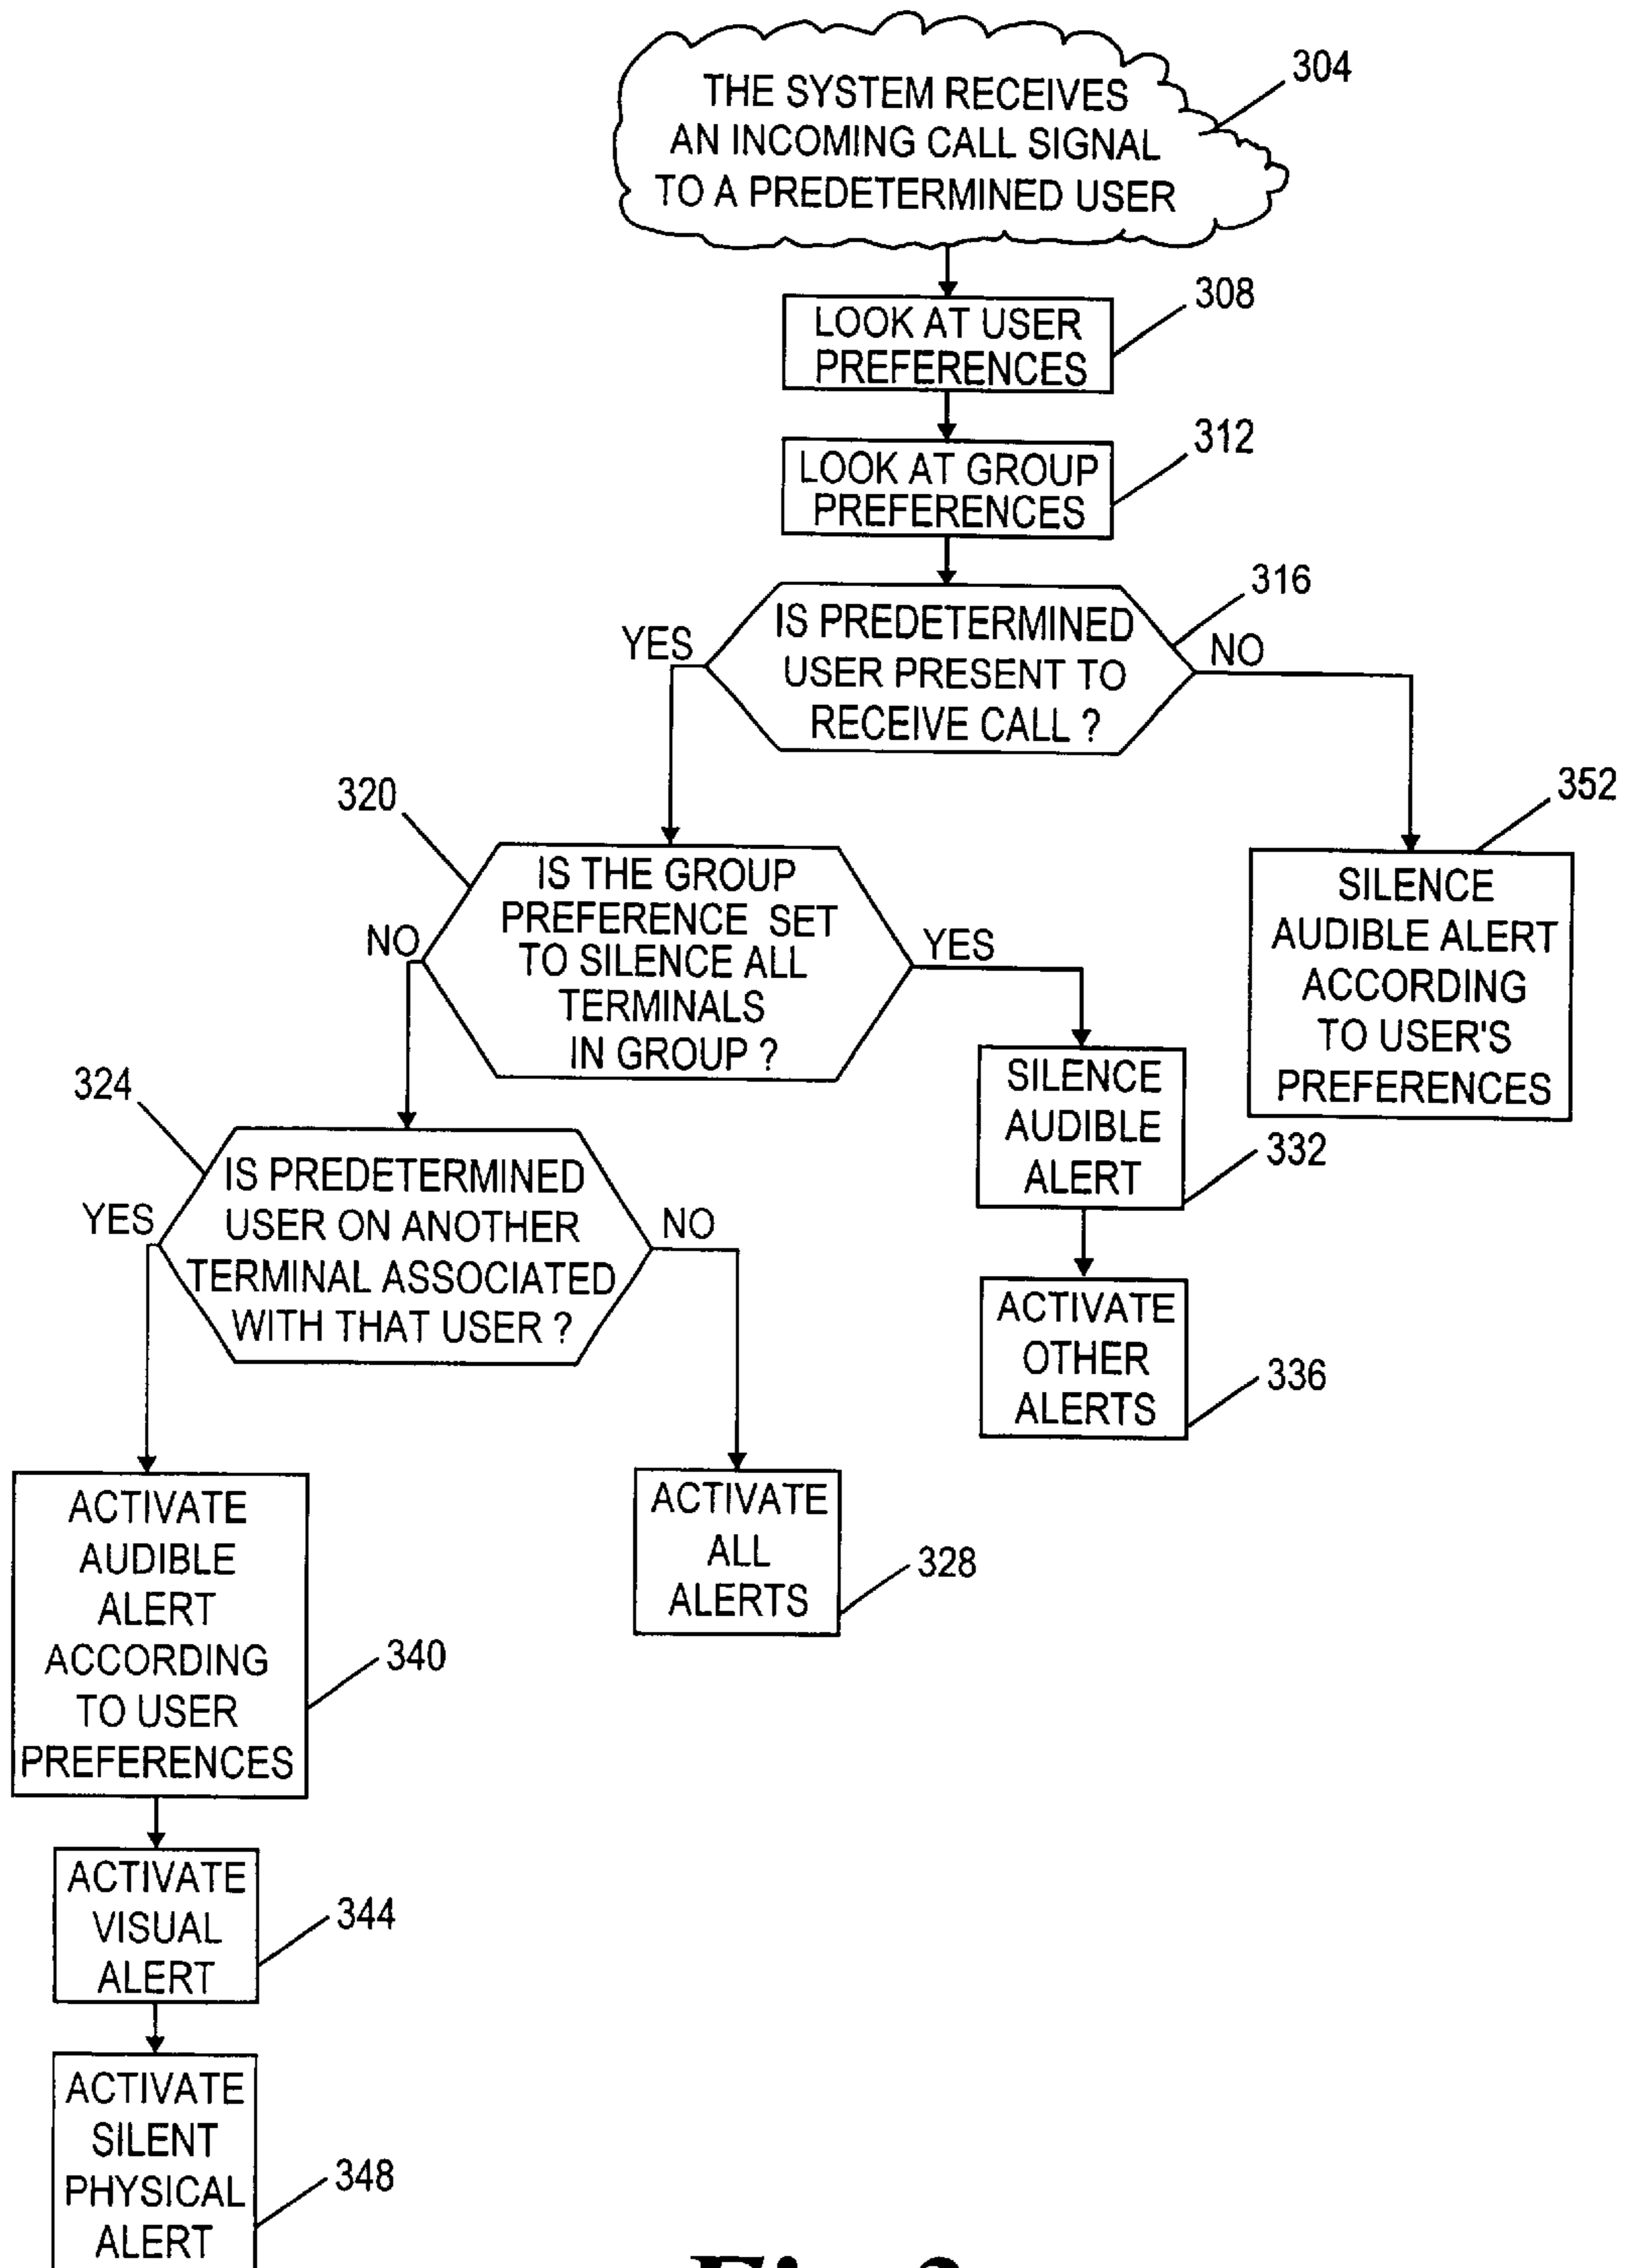 THE SYSTEM RECEIVES
AN INCOMING CALL SIGNAL
TO A PREDETERMINED USER
304
LOOK AT USER
PREFERENCES
308
LOOK AT GROUP
PREFERENCES
312
IS PREDETERMINED
USER PRESENT TO
RECEIVE CALL ?
316
YES
NO
320
IS THE GROUP
PREFERENCE SET
TO SILENCE ALL
TERMINALS
IN GROUP ?
NO
YES
352
SILENCE
AUDIBLE ALERT
ACCORDING
TO USER'S
PREFERENCES
SILENCE
AUDIBLE
ALERT
332
324
IS PREDETERMINED
USER ON ANOTHER
TERMINAL ASSOCIATED
WITH THAT USER ?
YES
NO
ACTIVATE
OTHER
ALERTS
336
ACTIVATE
AUDIBLE
ALERT
ACCORDING
TO USER
PREFERENCES
340
ACTIVATE
ALL
ALERTS
328
ACTIVATE
VISUAL
ALERT
344
ACTIVATE
SILENT
PHYSICAL
ALERT
348